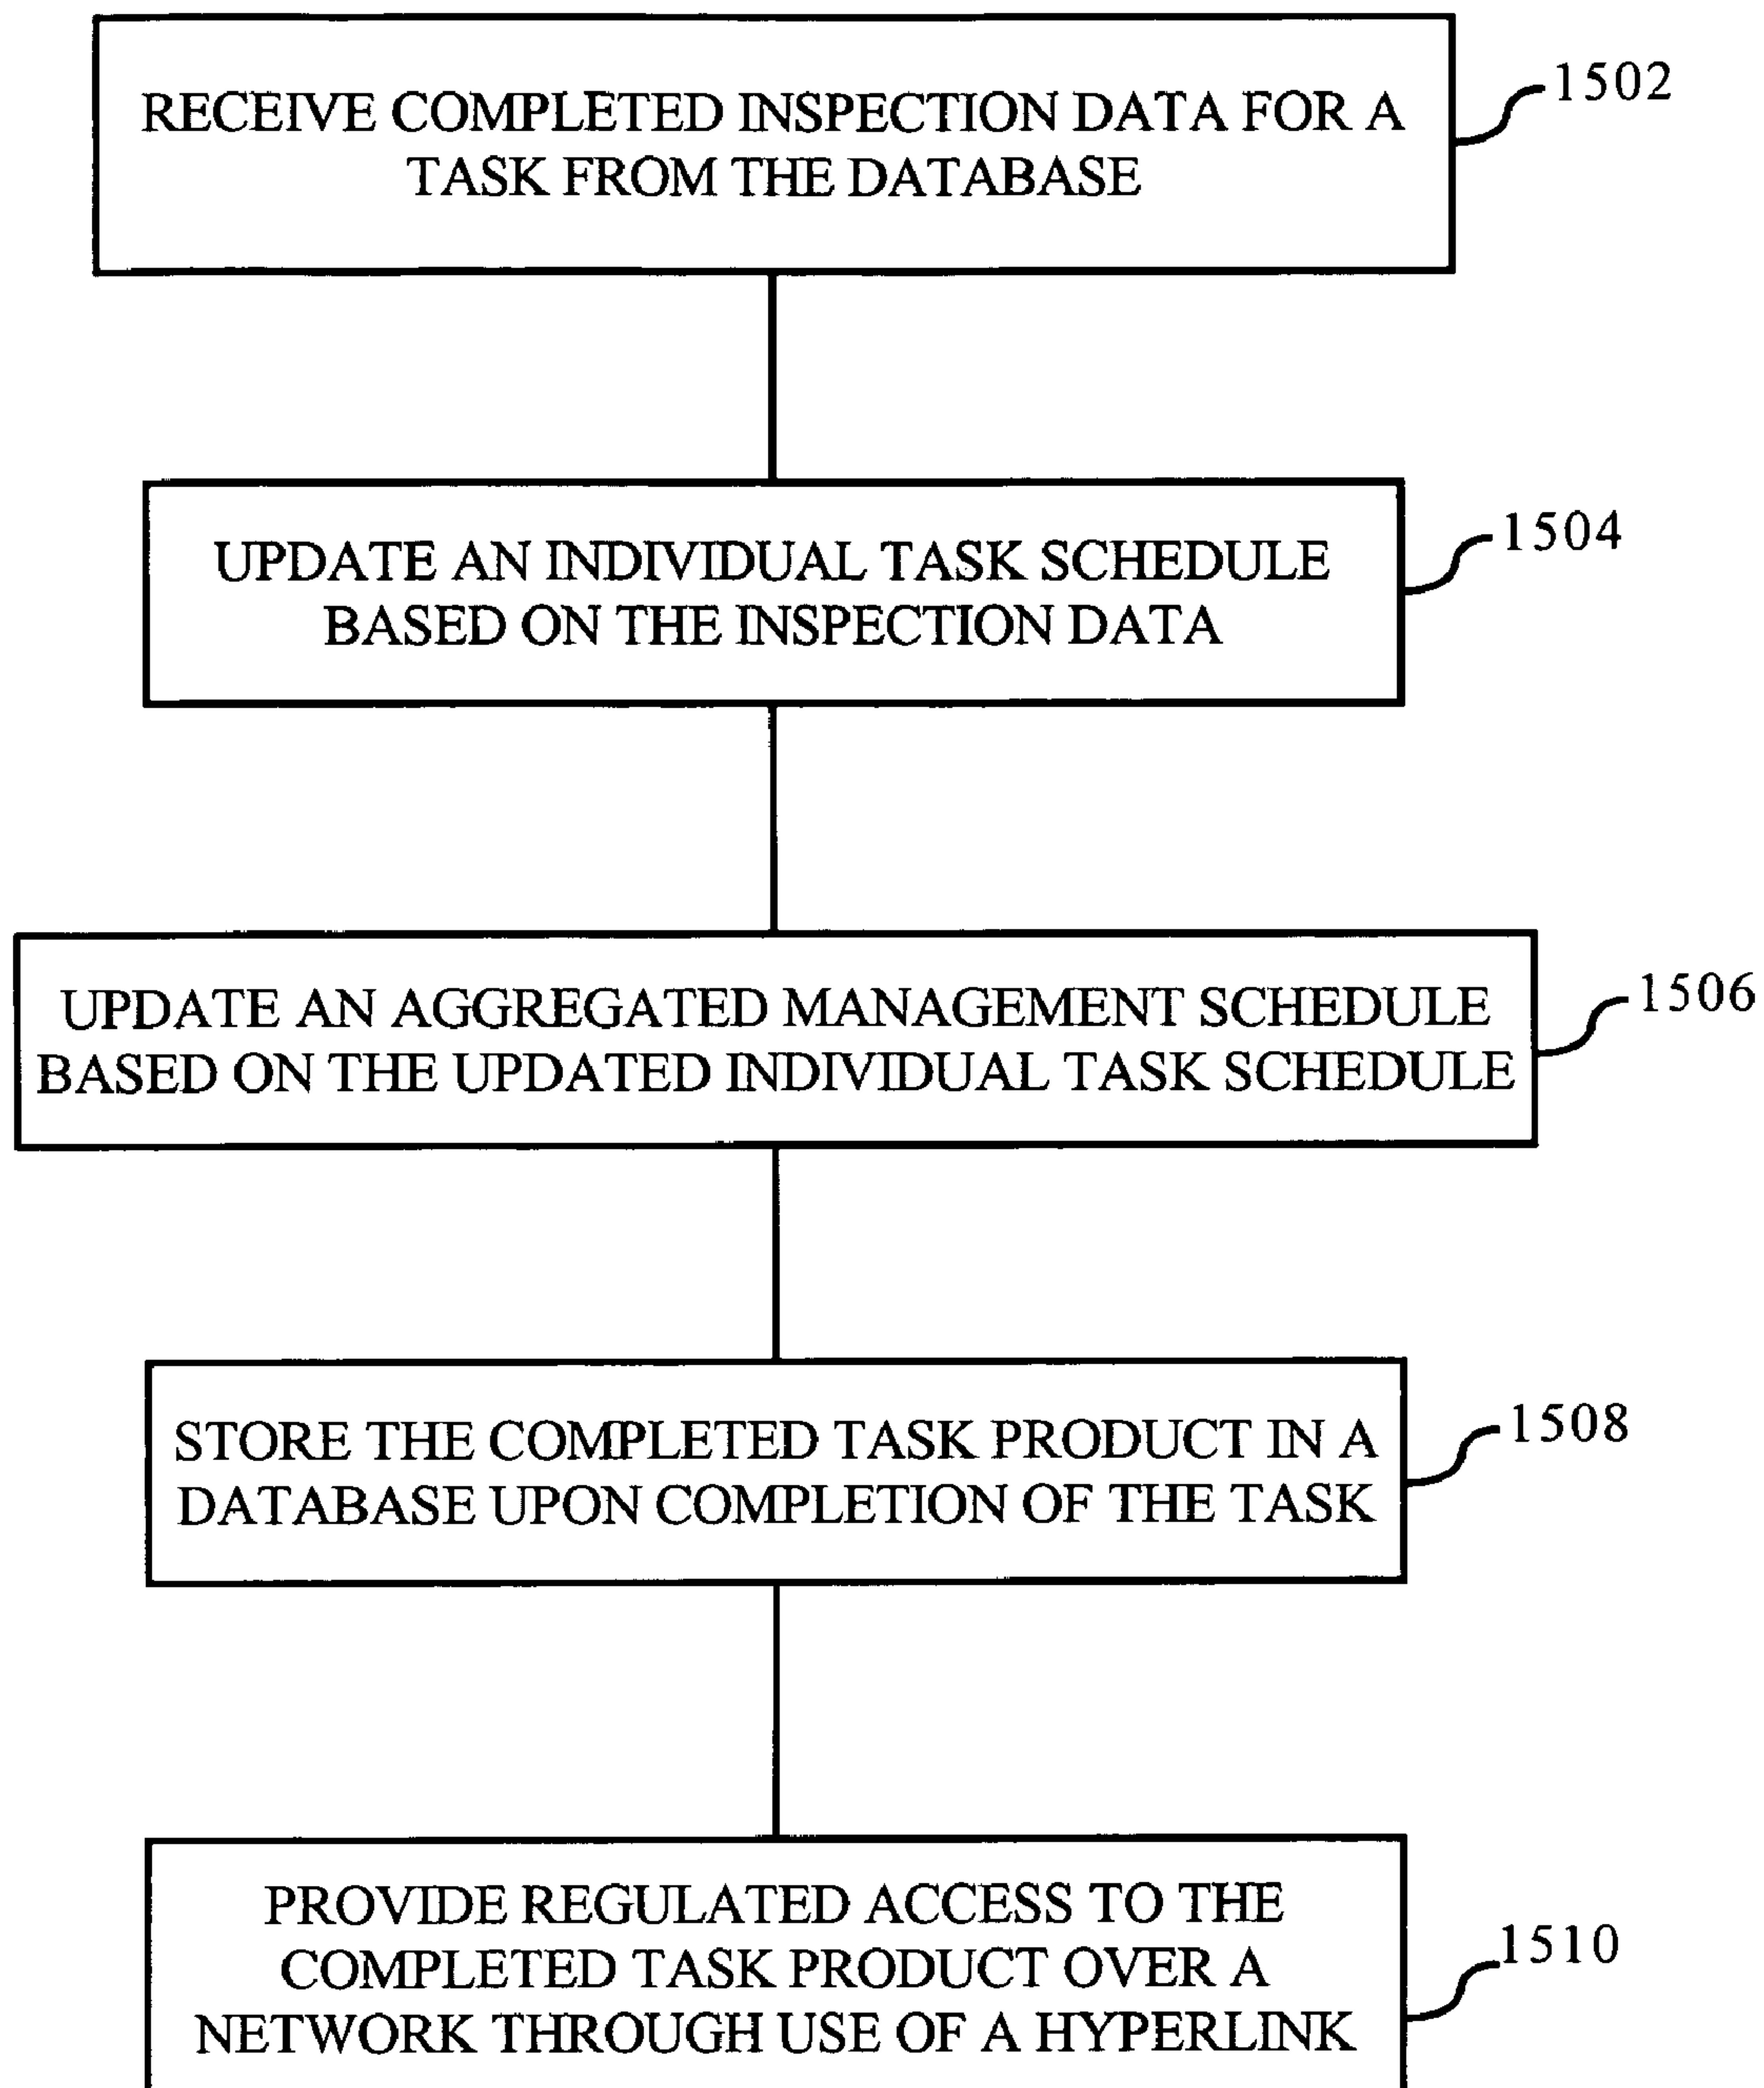 RECEIVE COMPLETED INSPECTION DATA FOR A
TASK FROM THE DATABASE
1502
UPDATE AN INDIVIDUAL TASK SCHEDULE
BASED ON THE INSPECTION DATA
1504
UPDATE AN AGGREGATED MANAGEMENT SCHEDULE
BASED ON THE UPDATED INDIVIDUAL TASK SCHEDULE
1506
STORE THE COMPLETED TASK PRODUCT IN A
DATABASE UPON COMPLETION OF THE TASK
1508
PROVIDE REGULATED ACCESS TO THE
COMPLETED TASK PRODUCT OVER A
NETWORK THROUGH USE OF A HYPERLINK
1510